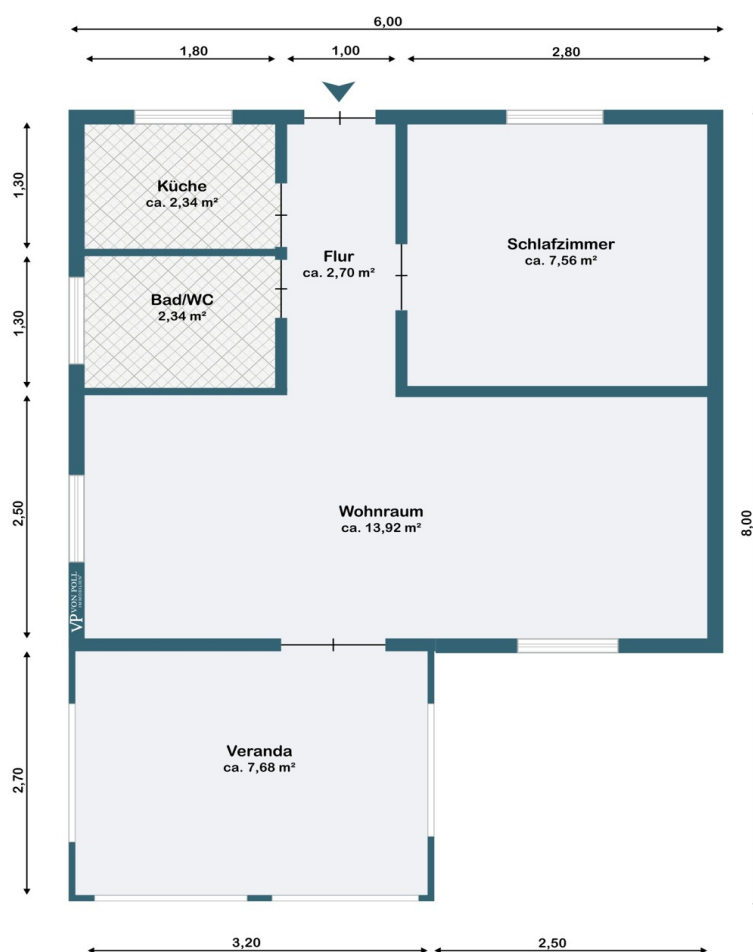 6,00
1,80
1,00
2,80
1,30
Küche
ca. 2,34 m²
Flur
ca. 2,70 m²
Schlafzimmer
ca. 7,56 m²
1,30
Bad/WC
2,34 m²
2,50
Wohnraum
ca. 13,92 m²
8,00
VP VON POLL
IMMOBILIEN
2,70
Veranda
ca. 7,68 m²
3,20
2,50